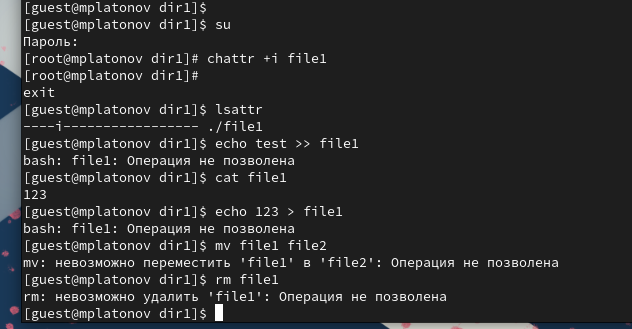 [guest@mplatonov dir1]$
[guest@mplatonov dir1]$ su
Пароль:
[root@mplatonov dir1]# chattr +i file1
[root@mplatonov dir1]#
exit
[guest@mplatonov dir1]$ lsattr
----i----------------- ./file1
[guest@mplatonov dir1]$ echo test >> file1
bash: file1: Операция не позволена
[guest@mplatonov dir1]$ cat file1
123
[guest@mplatonov dir1]$ echo 123 > file1
bash: file1: Операция не позволена
[guest@mplatonov dir1]$ mv file1 file2
mv: невозможно переместить 'file1' в 'file2': Операция не позволена
[guest@mplatonov dir1]$ rm file1
rm: невозможно удалить 'file1': Операция не позволена
[guest@mplatonov dir1]$